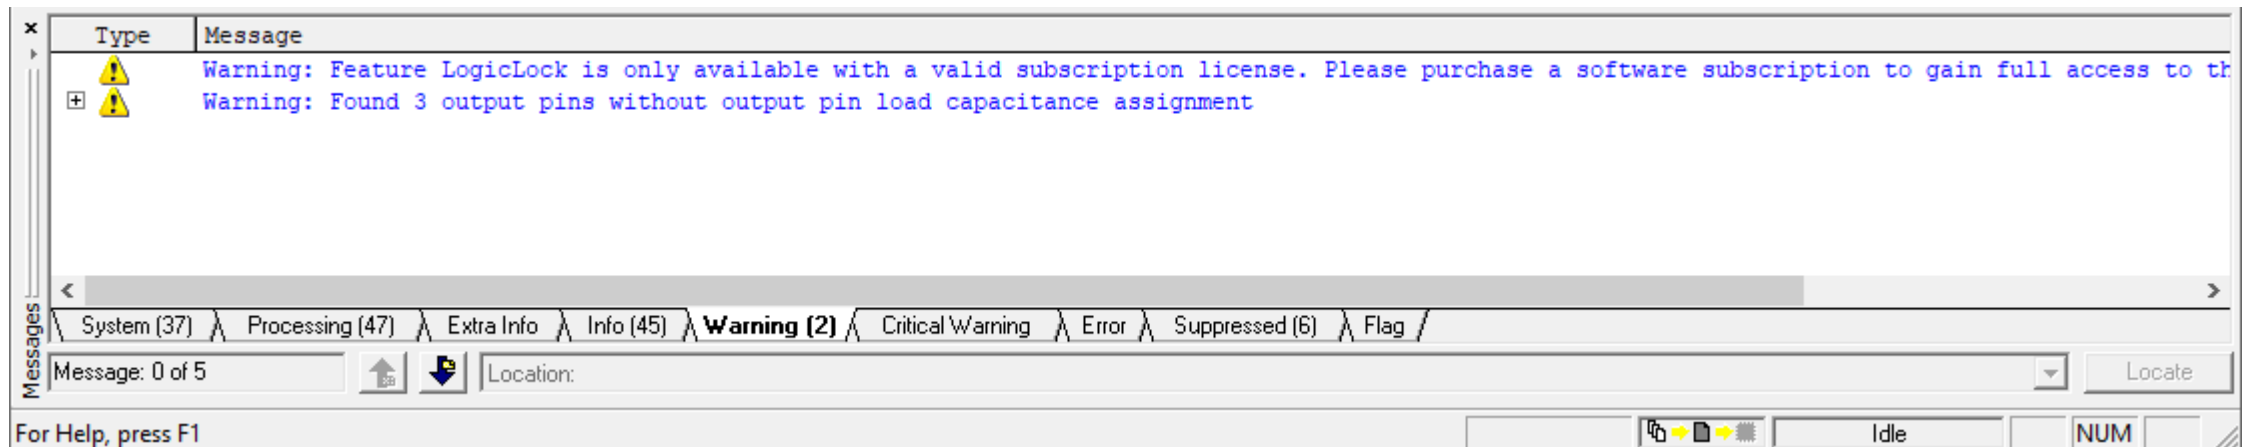 Type Message
Warning: Feature LogicLock is only available with a valid subscription license. Please purchase a software subscription to gain full access to th
Warning: Found 3 output pins without output pin load capacitance assignment
System (37) Processing (47) Extra Info Info (45) Warning (2) Critical Warning Error Suppressed (6) Flag
Messages
Message: 0 of 5 Location: Locate
For Help, press F1 Idle NUM